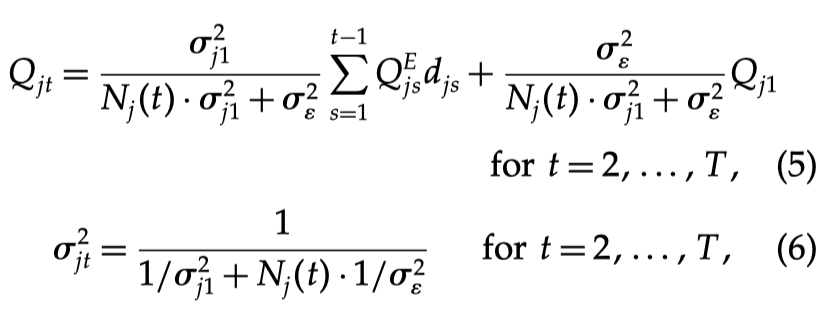 Q_{jt} = \frac{\sigma_{j1}^2}{N_j(t) \cdot \sigma_{j1}^2 + \sigma_\varepsilon^2} \sum_{s=1}^{t-1} Q_{js}^E d_{js} + \frac{\sigma_\varepsilon^2}{N_j(t) \cdot \sigma_{j1}^2 + \sigma_\varepsilon^2} Q_{j1}
for t = 2, ..., T, (5)
\sigma_{jt}^2 = \frac{1}{1/\sigma_{j1}^2 + N_j(t) \cdot 1/\sigma_\varepsilon^2} for t = 2, ..., T, (6)